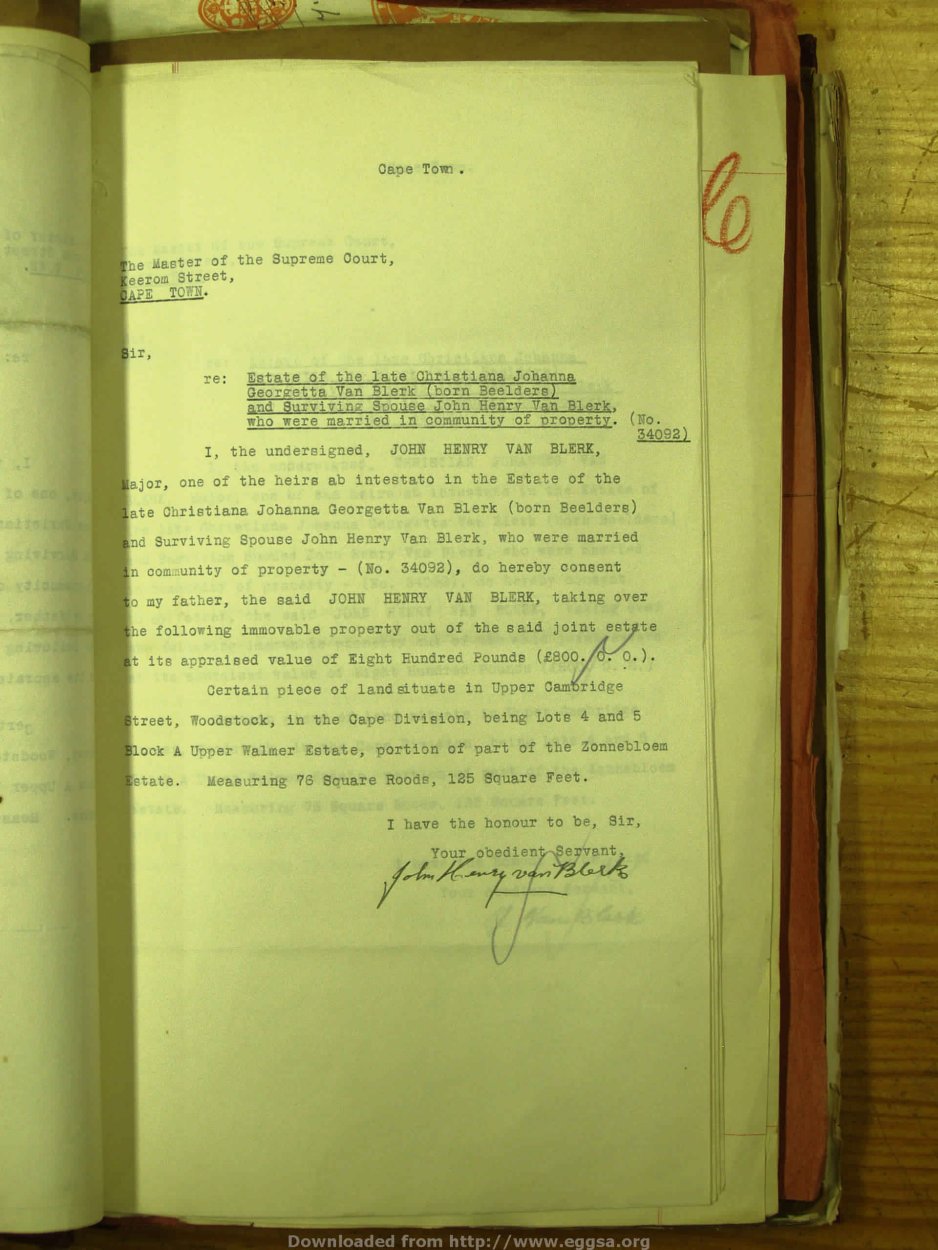 Cape Town.
The Master of the Supreme Court,
Keerom Street,
CAPE TOWN.
Sir,
re: Estate of the late Christiana Johanna
Georgetta Van Blerk (born Beelders)
and Surviving Spouse John Henry Van Blerk,
who were married in community of property. (No.
34092)
I, the undersigned, JOHN HENRY VAN BLERK,
Major, one of the heirs ab intestato in the Estate of the
late Christiana Johanna Georgetta Van Blerk (born Beelders)
and Surviving Spouse John Henry Van Blerk, who were married
in community of property - (No. 34092), do hereby consent
to my father, the said JOHN HENRY VAN BLERK, taking over
the following immovable property out of the said joint estate
at its appraised value of Eight Hundred Pounds (£800. 0. 0.).
Certain piece of land situate in Upper Cambridge
Street, Woodstock, in the Cape Division, being Lots 4 and 5
Block A Upper Walmer Estate, portion of part of the Zonnebloem
Estate. Measuring 76 Square Roods, 125 Square Feet.
I have the honour to be, Sir,
Your obedient Servant,
John Henry van Blerk
Downloaded from http://www.eggsa.org